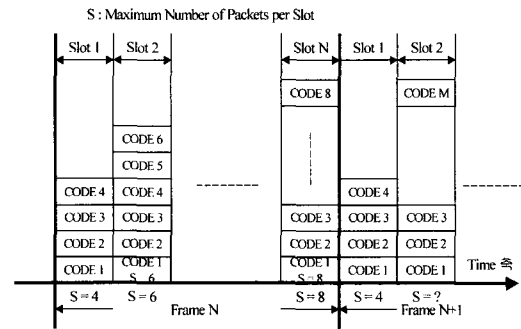 S : Maximum Number of Packets per Slot
Slot 1 Slot 2 Slot N Slot 1 Slot 2
CODE 8 CODE M
CODE 6
CODE 5
CODE 4 CODE 4 CODE 4
CODE 3 CODE 3 CODE 3 CODE 3 CODE 3
CODE 2 CODE 2 CODE 2 CODE 2 CODE 2
CODE 1 CODE 1 CODE 1 CODE 1 CODE 1
S = 6 S = 8
Time 축
S = 4 S = 6 S = 8 S = 4 S = ?
Frame N Frame N+1